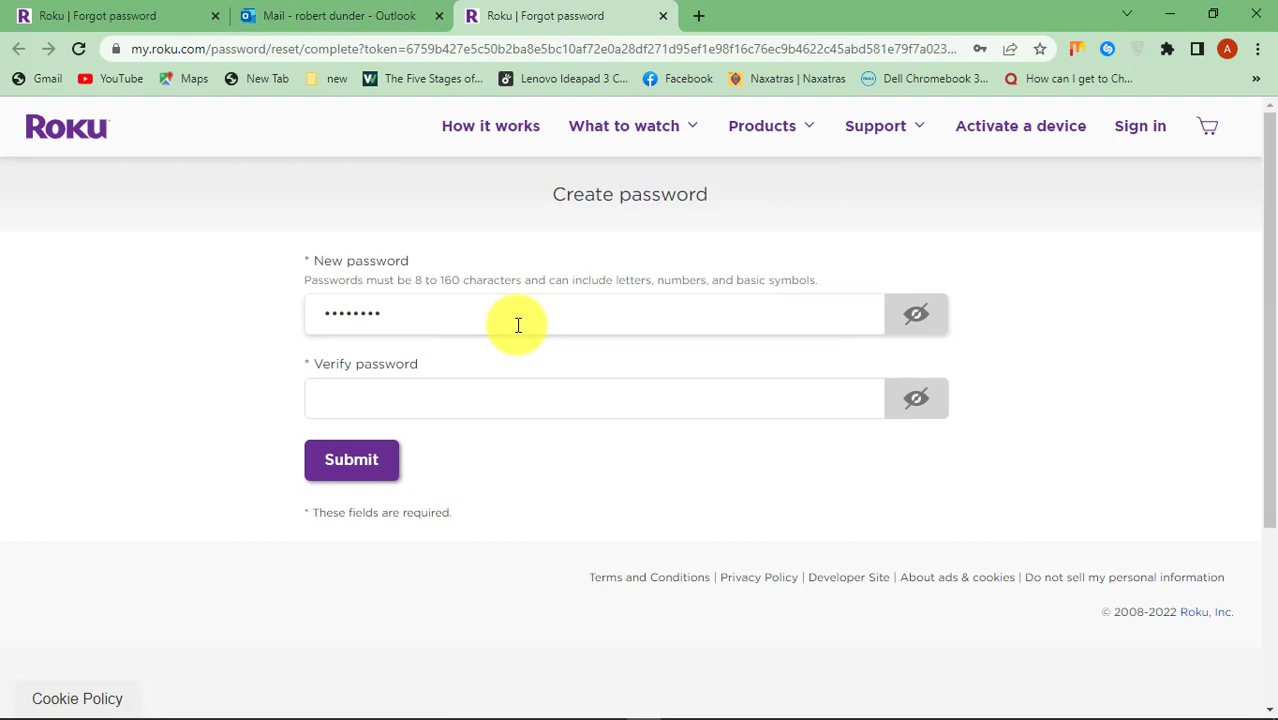 Roku | Forgot password
Mail - robert dunder - Outlook
Roku | Forgot password
my.roku.com/password/reset/complete?token=6759b427e5c50b2ba8e5bc10af72e0a28df271d95ef1e98f16c76ec9b4622c45abd581e79f7a023...
A
Gmail
YouTube
Maps
New Tab
new
The Five Stages of...
Lenovo Ideapad 3 C...
Facebook
Naxatras | Naxatras
Dell Chromebook 3...
How can I get to Ch...
Roku
How it works
What to watch
Products
Support
Activate a device
Sign in
Create password
* New password
Passwords must be 8 to 160 characters and can include letters, numbers, and basic symbols.
••••••••
* Verify password
Submit
* These fields are required.
Terms and Conditions | Privacy Policy | Developer Site | About ads & cookies | Do not sell my personal information
© 2008-2022 Roku, Inc.
Cookie Policy